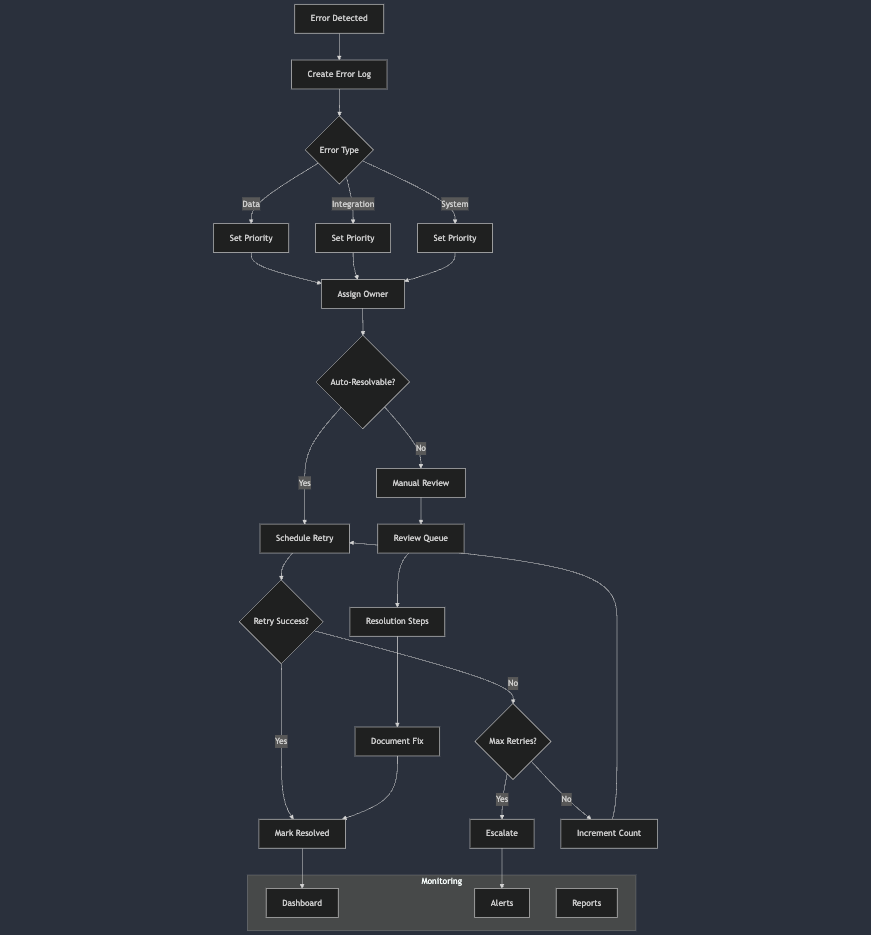 Error Detected
Create Error Log
Error Type
Data
Integration
System
Set Priority
Set Priority
Set Priority
Assign Owner
Auto-Resolvable?
No
Yes
Manual Review
Schedule Retry
Review Queue
Retry Success?
Resolution Steps
No
Yes
Document Fix
Max Retries?
Yes
No
Mark Resolved
Escalate
Increment Count
Monitoring
Dashboard
Alerts
Reports